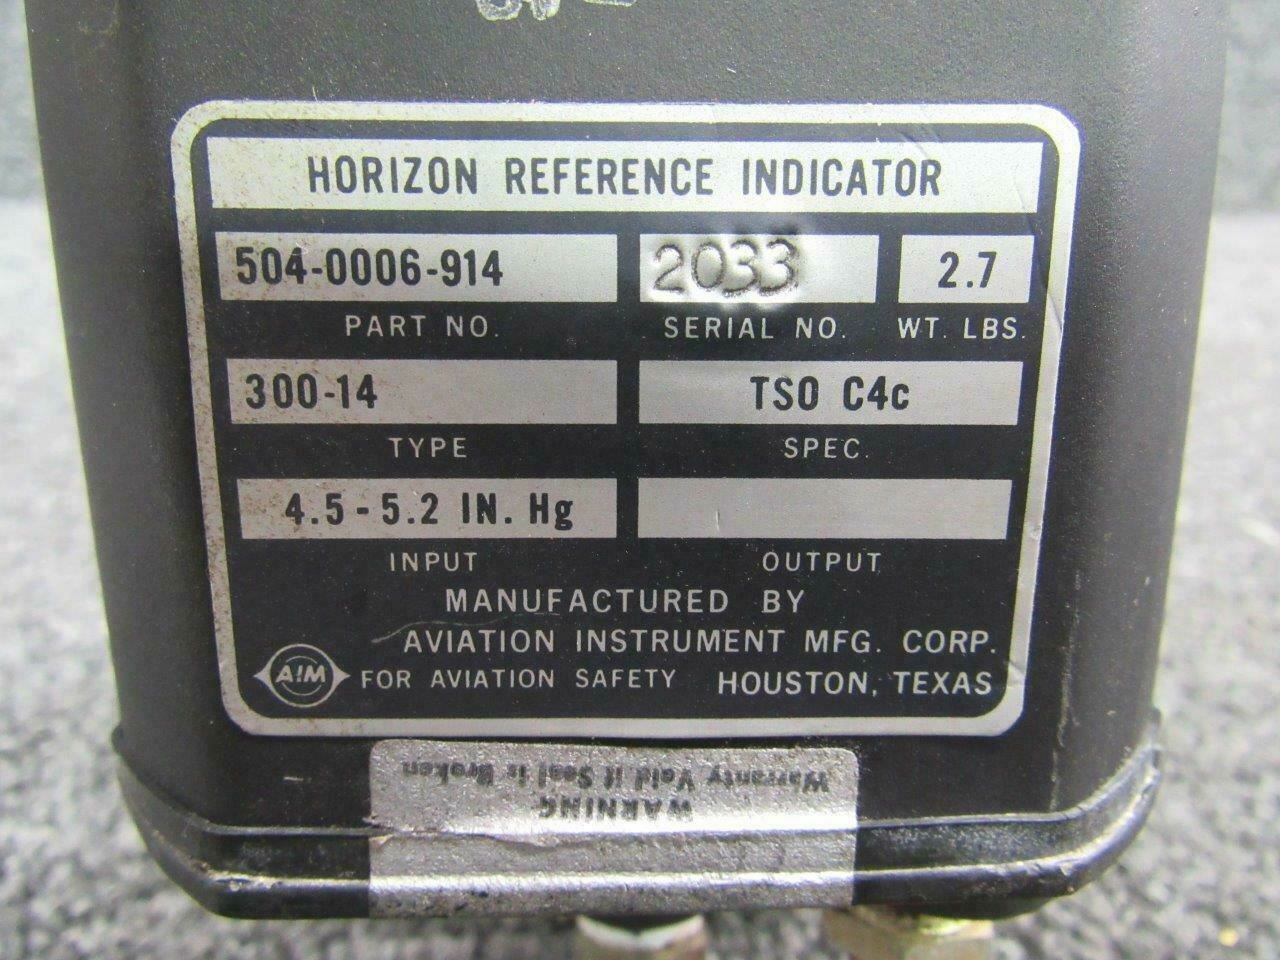 HORIZON REFERENCE INDICATOR
504-0006-914 2033 2.7
PART NO. SERIAL NO. WT. LBS.
300-14 TSO C4c
TYPE SPEC.
4.5 - 5.2 IN. Hg
INPUT OUTPUT
MANUFACTURED BY
AVIATION INSTRUMENT MFG. CORP.
A!M FOR AVIATION SAFETY HOUSTON, TEXAS
WARNING
Warranty Void if Seal is Broken